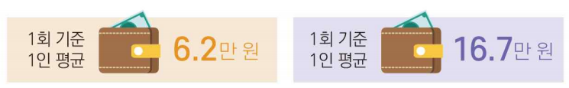 1회 기준
1인 평균
6.2만 원
1회 기준
1인 평균
16.7만 원